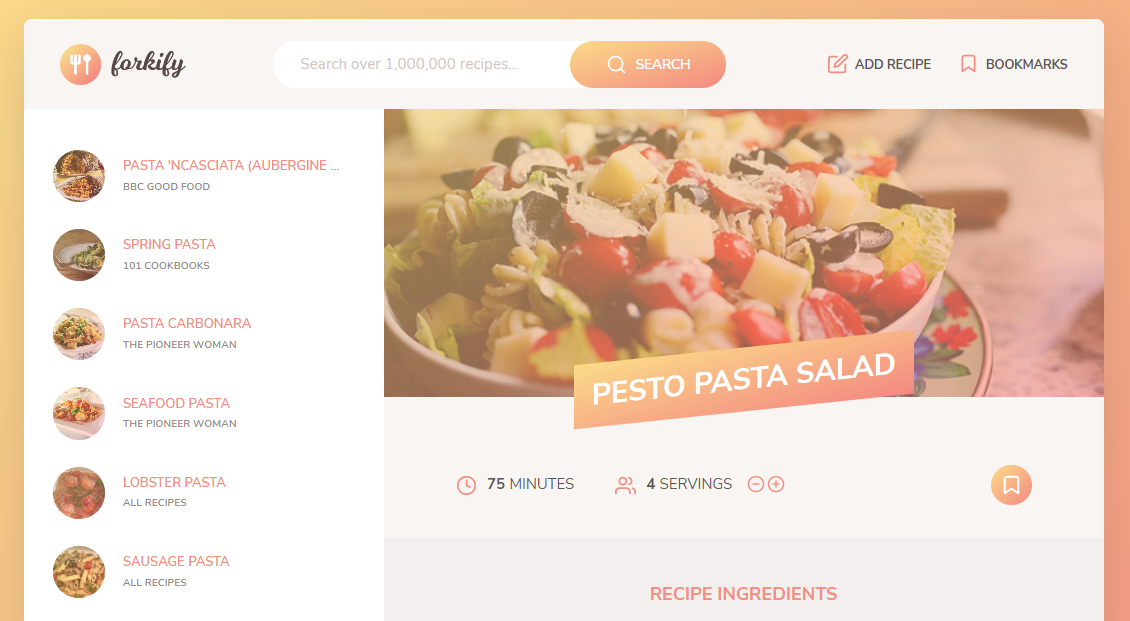 forkify
Search over 1,000,000 recipes...
SEARCH
ADD RECIPE
BOOKMARKS
PASTA 'NCASCIATA (AUBERGINE ...
BBC GOOD FOOD
SPRING PASTA
101 COOKBOOKS
PASTA CARBONARA
THE PIONEER WOMAN
SEAFOOD PASTA
THE PIONEER WOMAN
LOBSTER PASTA
ALL RECIPES
SAUSAGE PASTA
ALL RECIPES
PESTO PASTA SALAD
75 MINUTES
4 SERVINGS
RECIPE INGREDIENTS